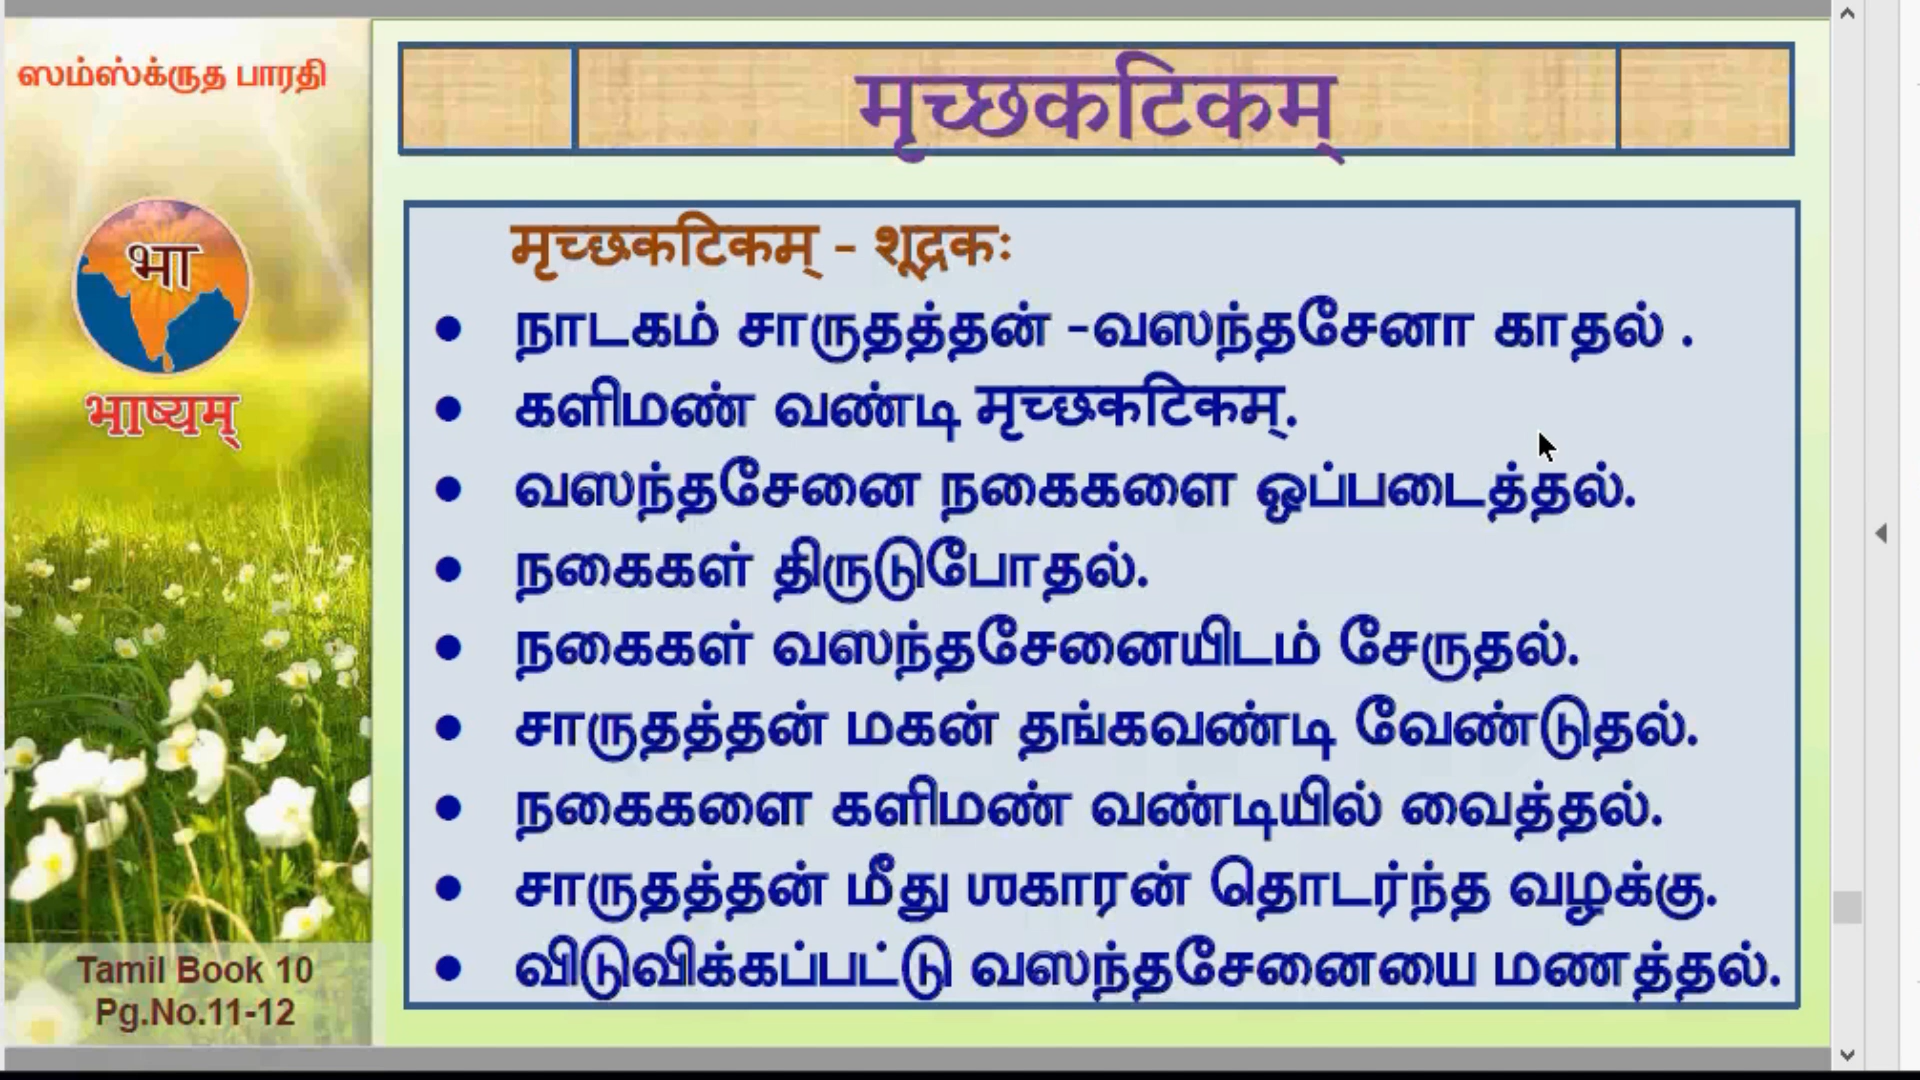 ஸம்ஸ்க்ருத பாரதி
भा
भाष्यम्
Tamil Book 10
Pg.No.11-12
मृच्छकटिकम्
मृच्छकटिकम् - शूद्रकः
• நாடகம் சாருதத்தன் -வஸந்தசேனா காதல் .
• களிமண் வண்டி मृच्छकटिकम्.
• வஸந்தசேனை நகைகளை ஒப்படைத்தல்.
• நகைகள் திருடுபோதல்.
• நகைகள் வஸந்தசேனையிடம் சேருதல்.
• சாருதத்தன் மகன் தங்கவண்டி வேண்டுதல்.
• நகைகளை களிமண் வண்டியில் வைத்தல்.
• சாருதத்தன் மீது ஶகாரன் தொடர்ந்த வழக்கு.
• விடுவிக்கப்பட்டு வஸந்தசேனையை மணத்தல்.